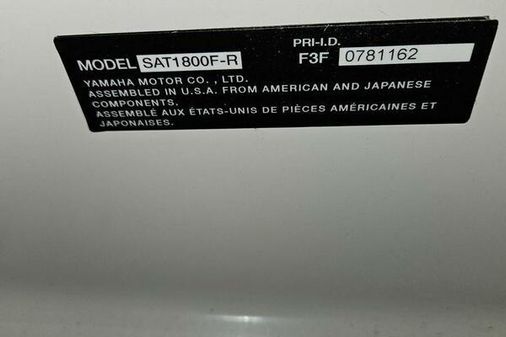 PRI-I.D.
MODEL SAT1800F-R F3F 0781162
YAMAHA MOTOR CO., LTD.
ASSEMBLED IN U.S.A. FROM AMERICAN AND JAPANESE
COMPONENTS.
ASSEMBLÉ AUX ÉTATS-UNIS DE PIÈCES AMÉRICAINES ET
JAPONAISES.